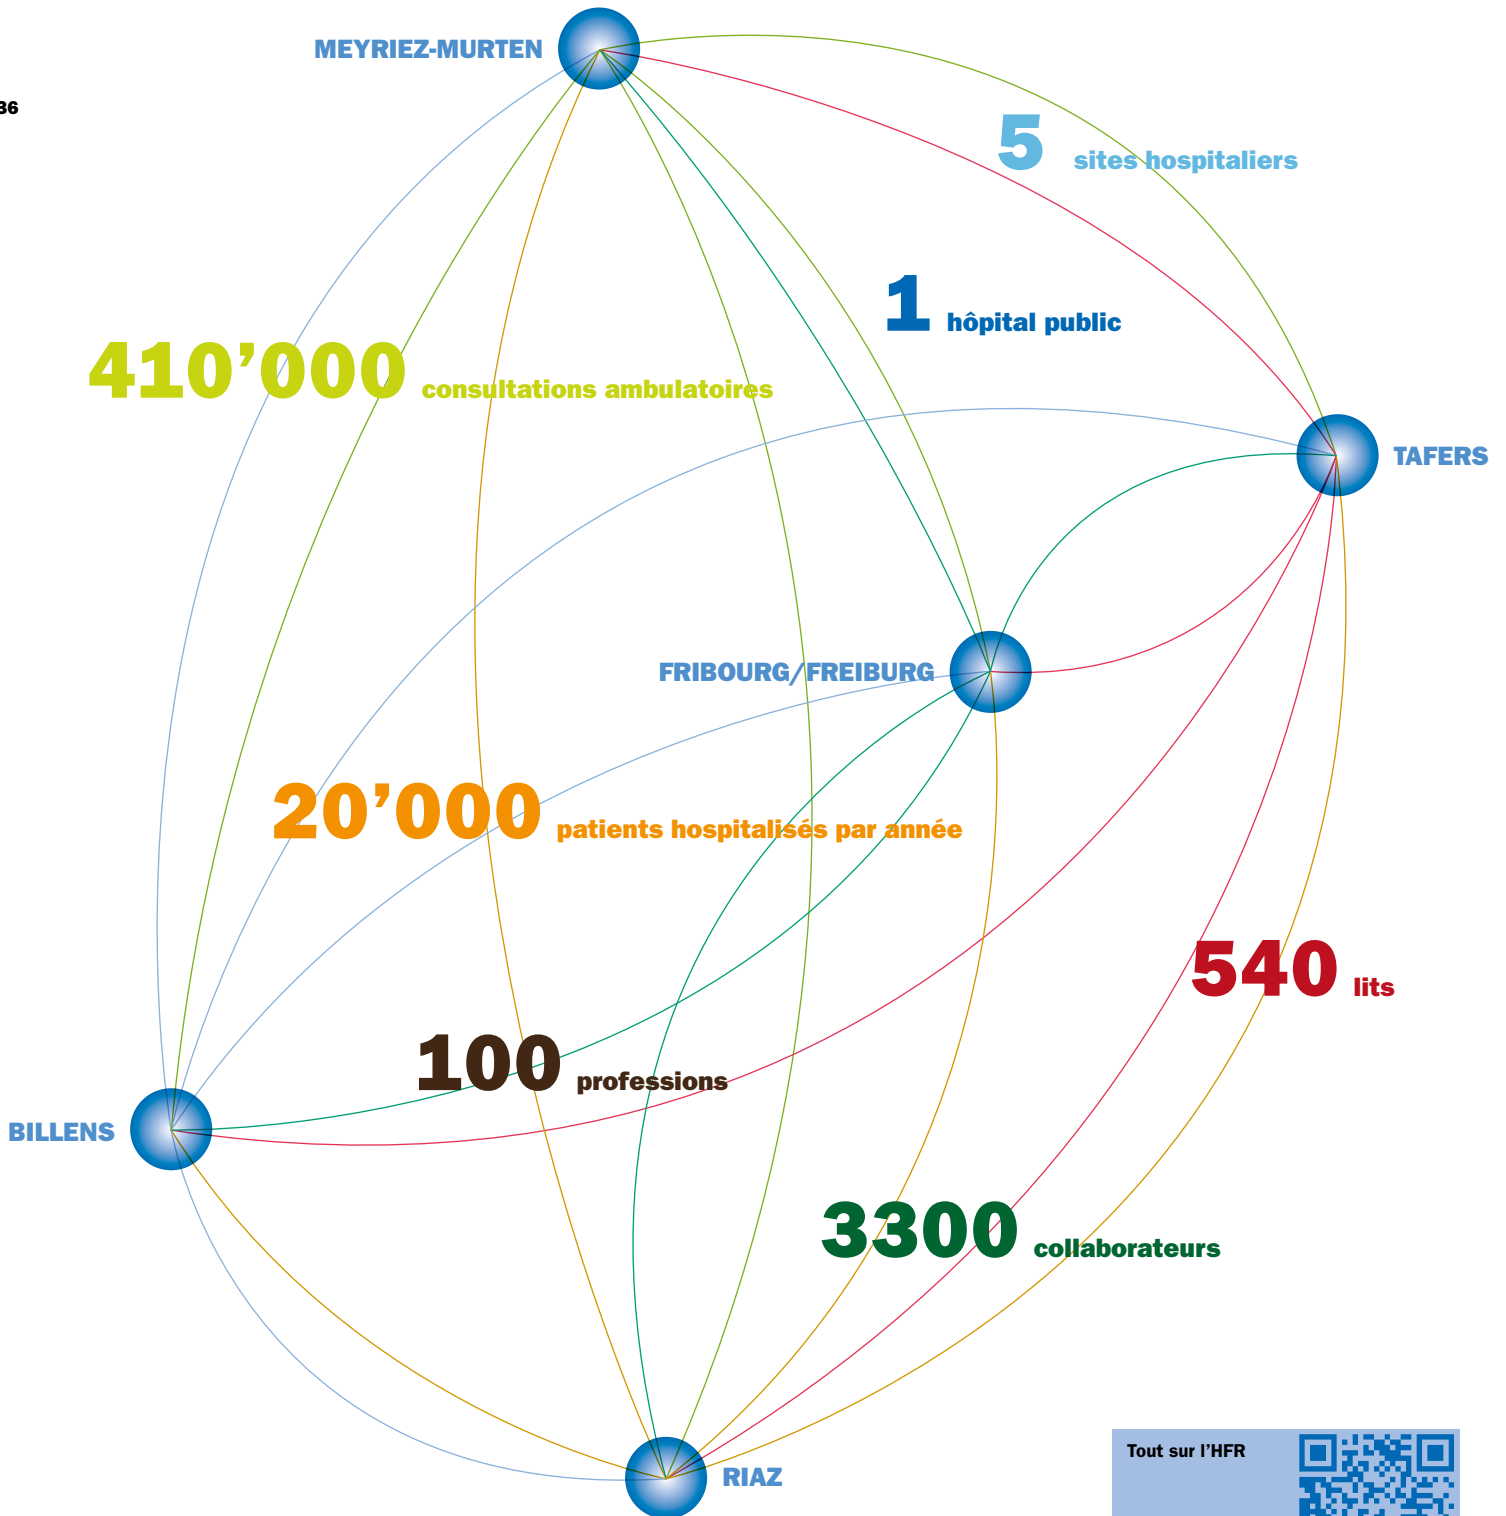 MEYRIEZ-MURTEN
36
5 sites hospitaliers
1 hôpital public
410’000 consultations ambulatoires
TAFERS
FRIBOURG/FREIBURG
20’000 patients hospitalisés par année
540 lits
100 professions
BILLENS
3300 collaborateurs
Tout sur l’HFR
RIAZ